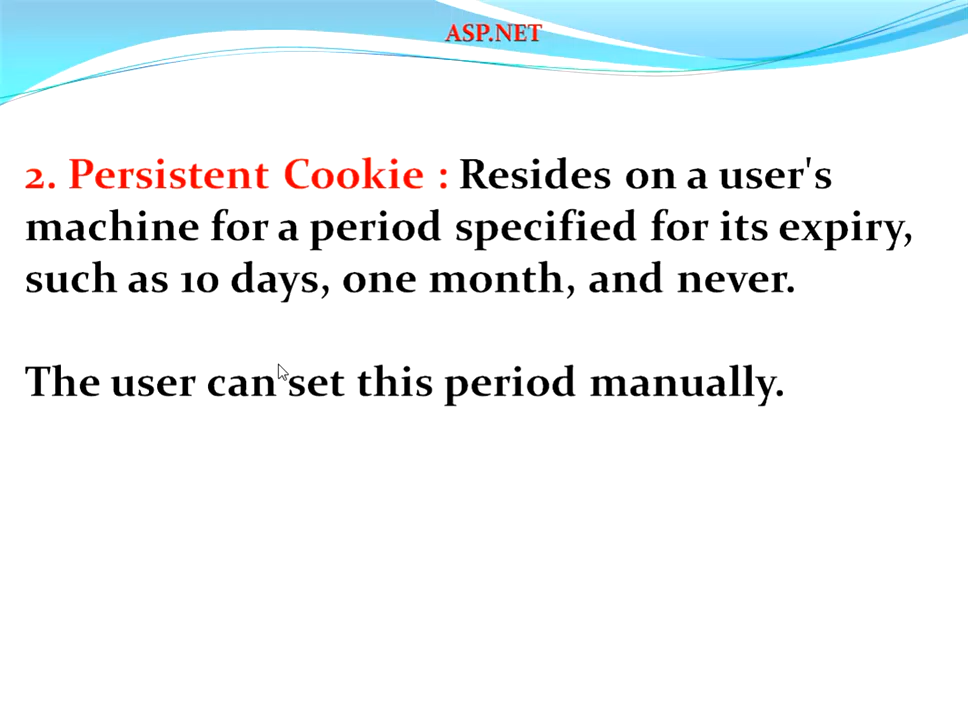 ASP.NET
2. Persistent Cookie : Resides on a user's
machine for a period specified for its expiry,
such as 10 days, one month, and never.
The user can set this period manually.